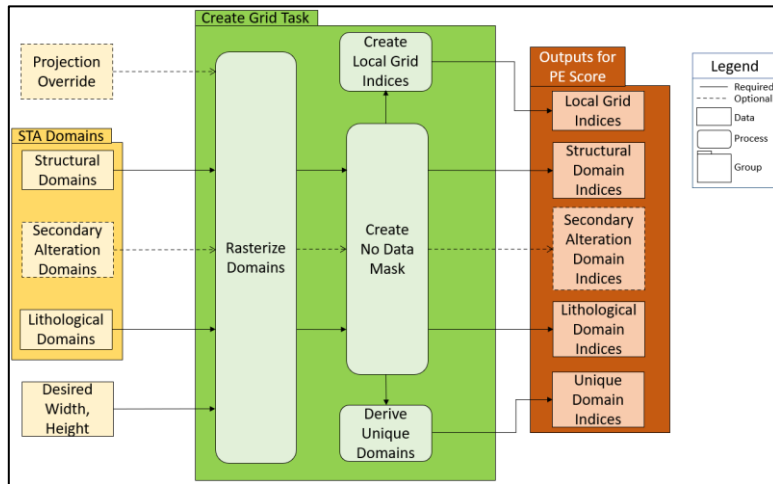 Create Grid Task
Projection
Override
STA Domains
Structural
Domains
Secondary
Alteration
Domains
Lithological
Domains
Desired
Width,
Height
Rasterize
Domains
Create
Local Grid
Indices
Create
No Data
Mask
Derive
Unique
Domains
Outputs for
PE Score
Local Grid
Indices
Structural
Domain
Indices
Secondary
Alteration
Domain
Indices
Lithological
Domain
Indices
Unique
Domain
Indices
Legend
Required
Optional
Data
Process
Group